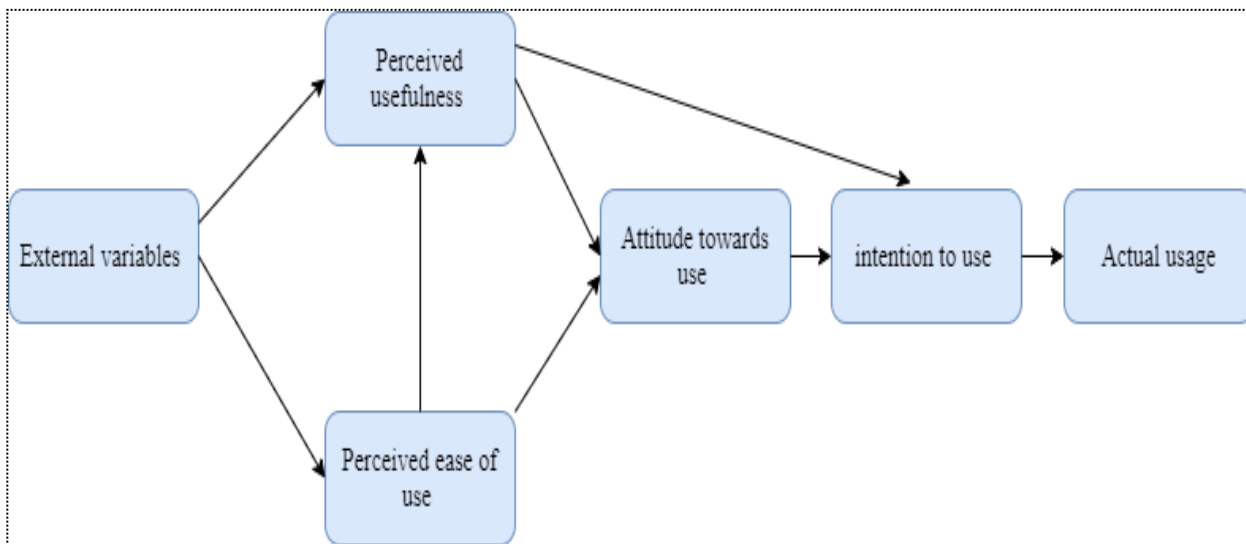 Perceived
usefulness
External variables
Attitude towards
use
intention to use
Actual usage
Perceived ease of
use